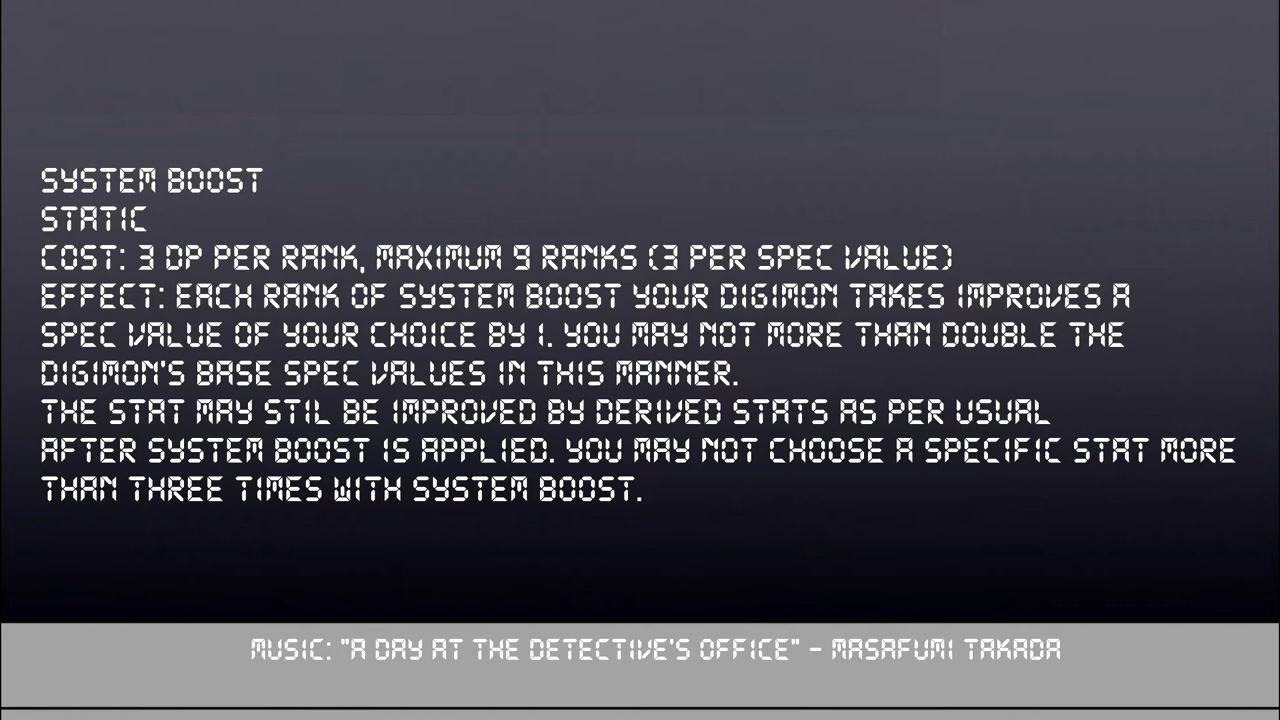 SYSTEM BOOST
STATIC
COST: 3 DP PER RANK, MAXIMUM 9 RANKS (3 PER SPEC VALUE)
EFFECT: EACH RANK OF SYSTEM BOOST YOUR DIGIMON TAKES IMPROVES A
SPEC VALUE OF YOUR CHOICE BY 1. YOU MAY NOT MORE THAN DOUBLE THE
DIGIMON'S BASE SPEC VALUES IN THIS MANNER.
THE STAT MAY STIL BE IMPROVED BY DERIVED STATS AS PER USUAL
AFTER SYSTEM BOOST IS APPLIED. YOU MAY NOT CHOOSE A SPECIFIC STAT MORE
THAN THREE TIMES WITH SYSTEM BOOST.
MUSIC: "A DAY AT THE DETECTIVE'S OFFICE" - MASAFUMI TAKADA